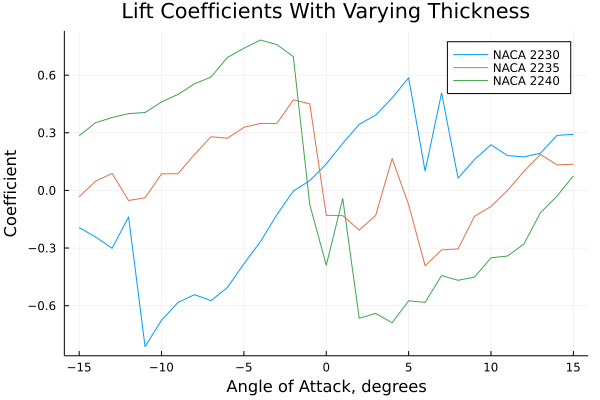 Lift Coefficients With Varying Thickness
NACA 2230
NACA 2235
NACA 2240
0.6
0.3
0.0
−0.3
−0.6
Coefficient
−15
−10
−5
0
5
10
15
Angle of Attack, degrees